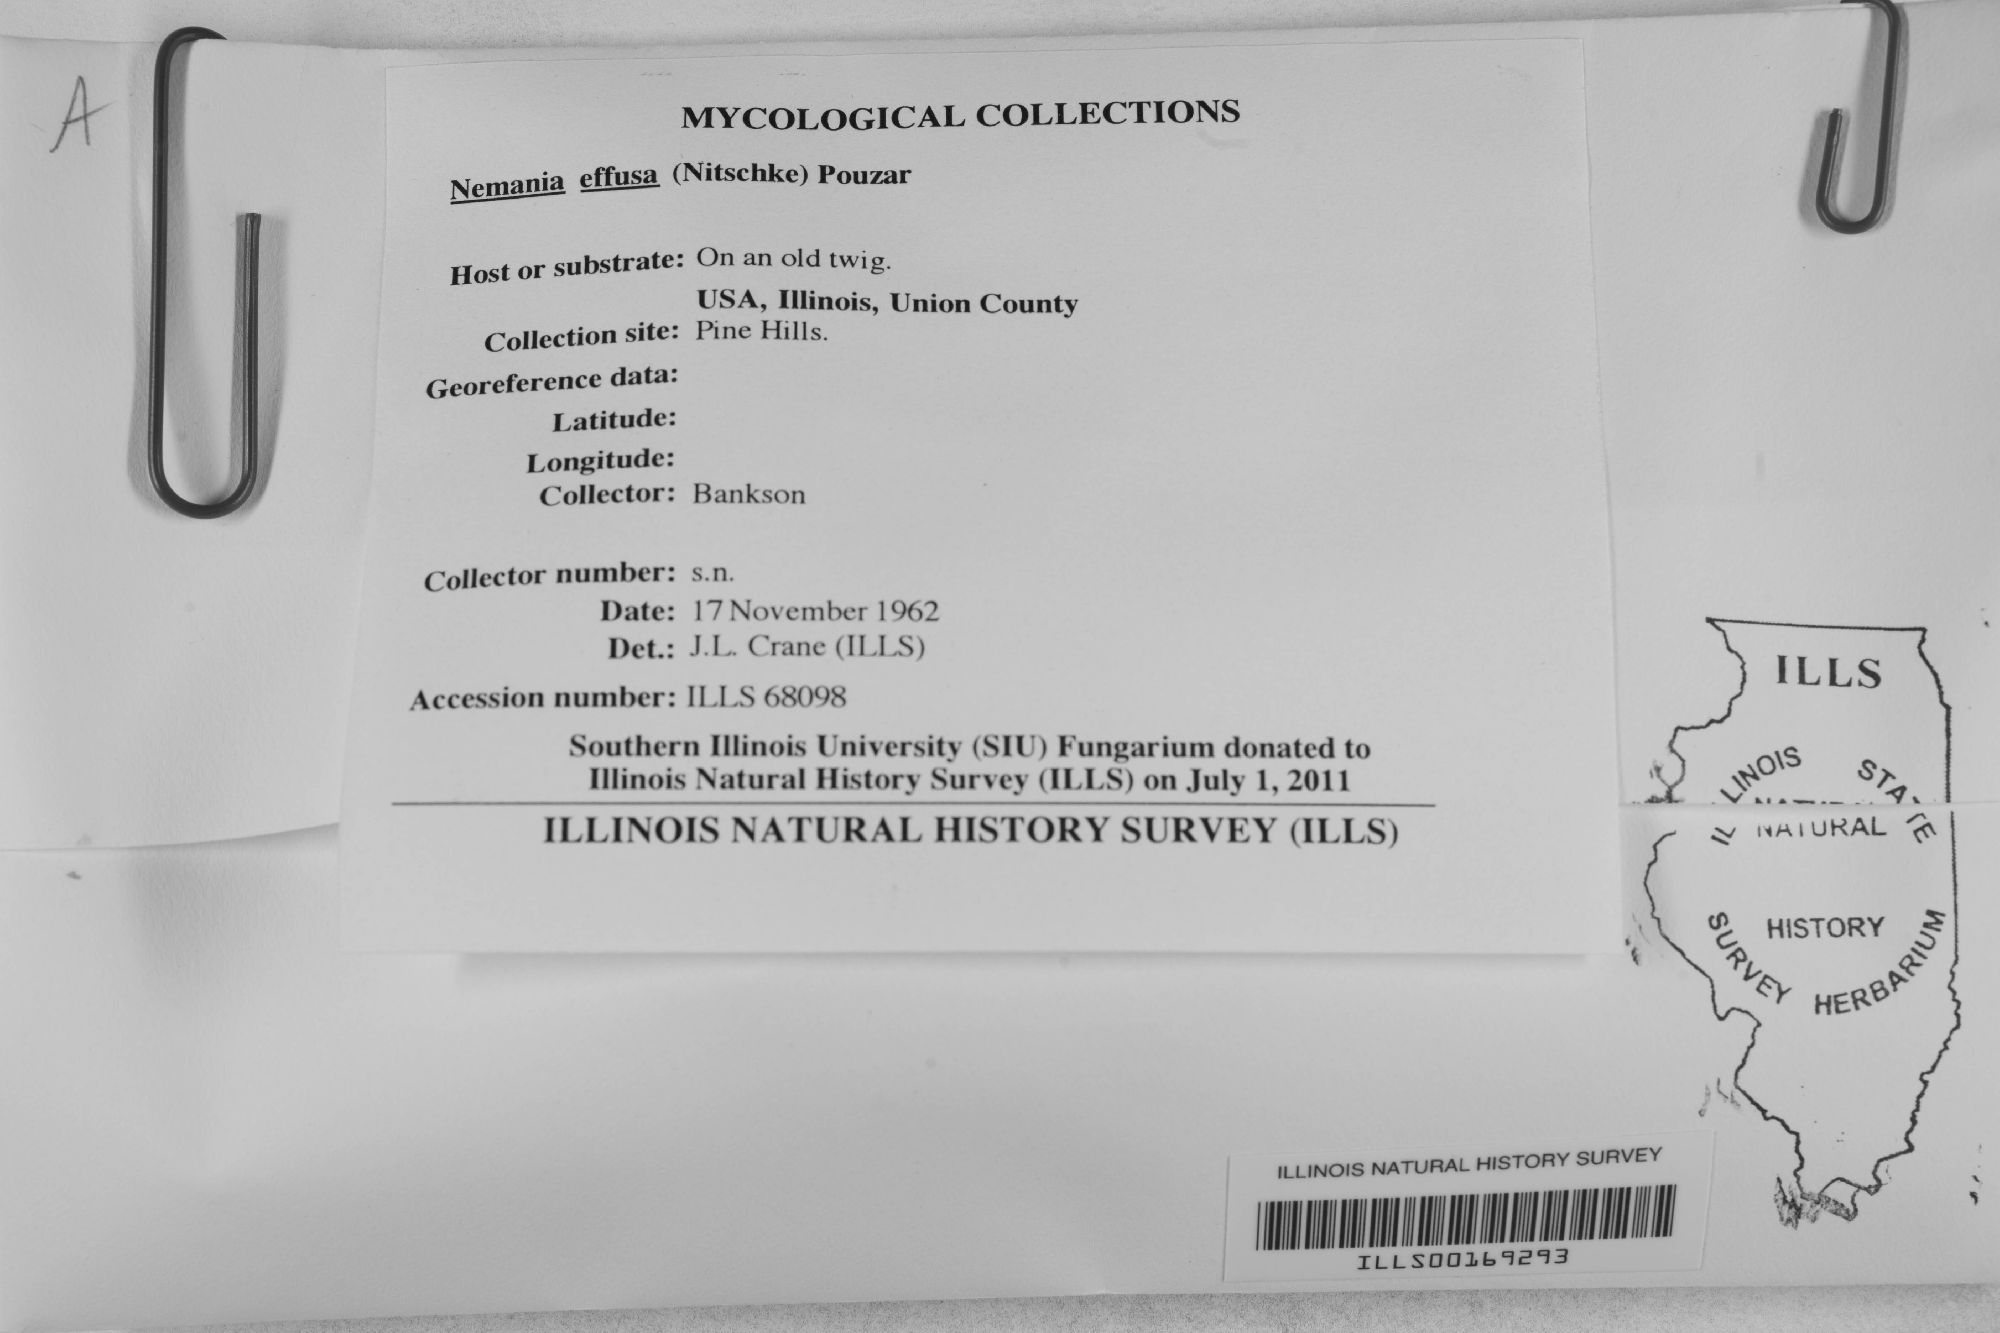 A
MYCOLOGICAL COLLECTIONS
Nemania effusa (Nitschke) Pouzar
Host or substrate: On an old twig.
USA, Illinois, Union County
Collection site: Pine Hills.
Georeference data:
Latitude:
Longitude:
Collector: Bankson
Collector number: s.n.
Date: 17 November 1962
Det.: J.L. Crane (ILLS)
Accession number: ILLS 68098
Southern Illinois University (SIU) Fungarium donated to
Illinois Natural History Survey (ILLS) on July 1, 2011
ILLINOIS NATURAL HISTORY SURVEY (ILLS)
ILLS
ILLINOIS STATE
NATURAL
HISTORY
SURVEY HERBARIUM
ILLINOIS NATURAL HISTORY SURVEY
ILLS00169293